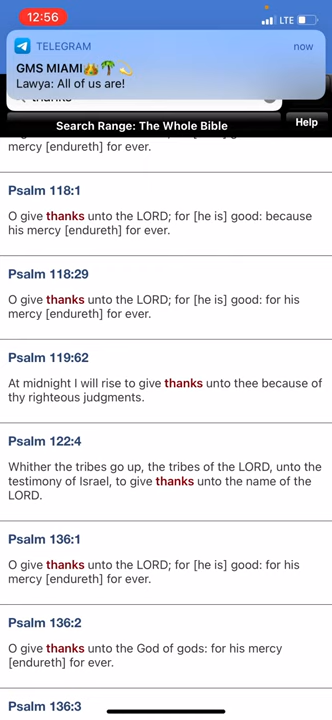 12:56
LTE
TELEGRAM
now
GMS MIAMI👍🏾🌴💫
Lawya: All of us are!
thanks
Search Range: The Whole Bible
Help
mercy [endureth] for ever.
Psalm 118:1
O give thanks unto the LORD; for [he is] good: because
his mercy [endureth] for ever.
Psalm 118:29
O give thanks unto the LORD; for [he is] good: for his
mercy [endureth] for ever.
Psalm 119:62
At midnight I will rise to give thanks unto thee because of
thy righteous judgments.
Psalm 122:4
Whither the tribes go up, the tribes of the LORD, unto the
testimony of Israel, to give thanks unto the name of the
LORD.
Psalm 136:1
O give thanks unto the LORD; for [he is] good: for his
mercy [endureth] for ever.
Psalm 136:2
O give thanks unto the God of gods: for his mercy
[endureth] for ever.
Psalm 136:3